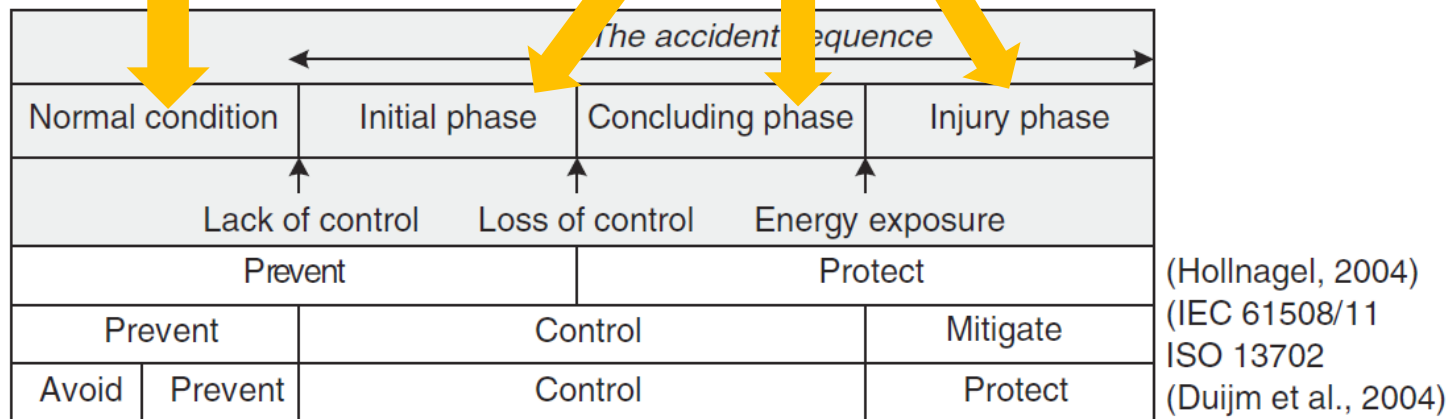 The accident sequence
Normal condition Initial phase Concluding phase Injury phase
Lack of control Loss of control Energy exposure
Prevent Protect (Hollnagel, 2004)
Prevent Control Mitigate (IEC 61508/11
ISO 13702
Avoid Prevent Control Protect (Duijm et al., 2004)